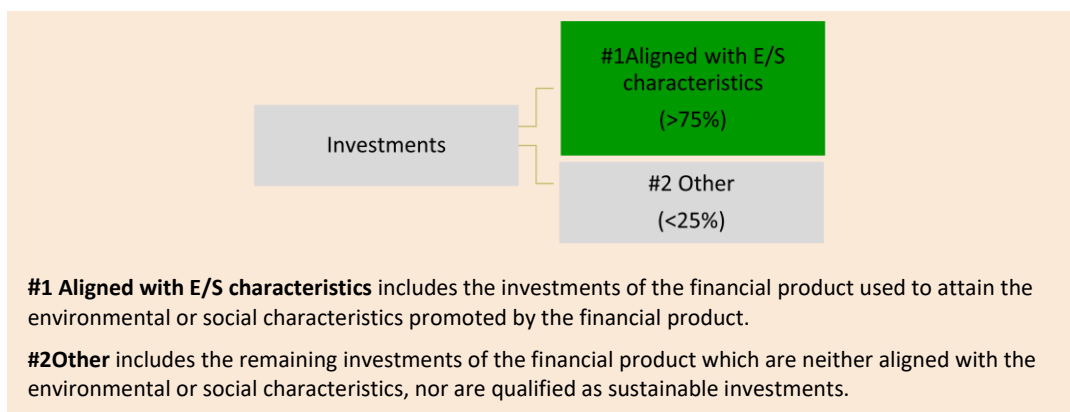 #1Aligned with E/S
characteristics
(>75%)
Investments
#2 Other
(<25%)
#1 Aligned with E/S characteristics includes the investments of the financial product used to attain the
environmental or social characteristics promoted by the financial product.
#2Other includes the remaining investments of the financial product which are neither aligned with the
environmental or social characteristics, nor are qualified as sustainable investments.